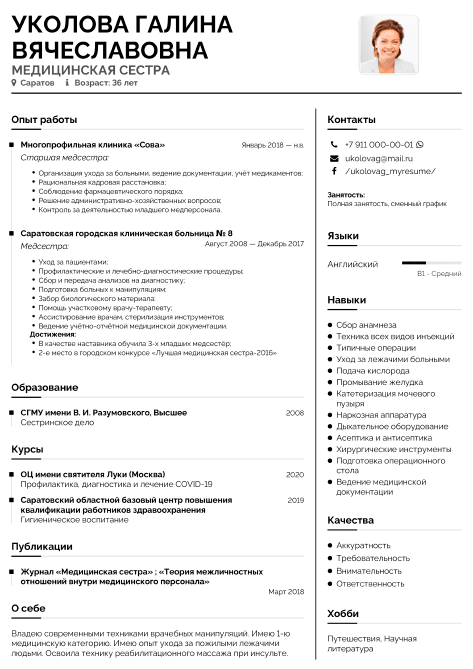 УКОЛОВА ГАЛИНА
ВЯЧЕСЛАВОВНА
МЕДИЦИНСКАЯ СЕСТРА
Саратов Возраст: 36 лет
Опыт работы
Многопрофильная клиника «Сова» Январь 2018 — н.в.
Старшая медсестра:
Организация ухода за больными, ведение документации, учёт медикаментов;
Рациональная кадровая расстановка;
Соблюдение фармацевтического порядка;
Решение административно-хозяйственных вопросов;
Контроль за деятельностью младшего медперсонала.
Саратовская городская клиническая больница № 8
Август 2008 — Декабрь 2017
Медсестра:
Уход за пациентами;
Профилактические и лечебно-диагностические процедуры;
Сбор и передача анализов на диагностику;
Подготовка больных к манипуляциям;
Забор биологического материала;
Помощь участковому врачу-терапевту;
Ассистирование врачам, стерилизация инструментов;
Ведение учётно-отчётной медицинской документации.
Достижения:
В качестве наставника обучила 3-х младших медсестёр;
2-е место в городском конкурсе «Лучшая медицинская сестра-2016»
Образование
СГМУ имени В. И. Разумовского, Высшее 2008
Сестринское дело
Курсы
ОЦ имени святителя Луки (Москва) 2020
Профилактика, диагностика и лечение COVID-19
Саратовский областной базовый центр повышения 2019
квалификации работников здравоохранения
Гигиеническое воспитание
Публикации
Журнал «Медицинская сестра» ; «Теория межличностных
отношений внутри медицинского персонала»
Март 2018
О себе
Владею современными техниками врачебных манипуляций. Имею 1-ю
медицинскую категорию. Имею опыт ухода за пожилыми лежачими
людьми. Освоила технику реабилитационного массажа при инсульте.
Контакты
+7 911 000-00-01
ukolovag@mail.ru
/ukolovag_myresume/
Занятость:
Полная занятость, сменный график
Языки
Английский
B1 - Средний
Навыки
Сбор анамнеза
Техника всех видов инъекций
Типичные операции
Уход за лежачими больными
Подача кислорода
Промывание желудка
Катетеризация мочевого
пузыря
Наркозная аппаратура
Дыхательное оборудование
Асептика и антисептика
Хирургические инструменты
Подготовка операционного
стола
Ведение медицинской
документации
Качества
Аккуратность
Требовательность
Внимательность
Ответственность
Хобби
Путешествия, Научная
литература